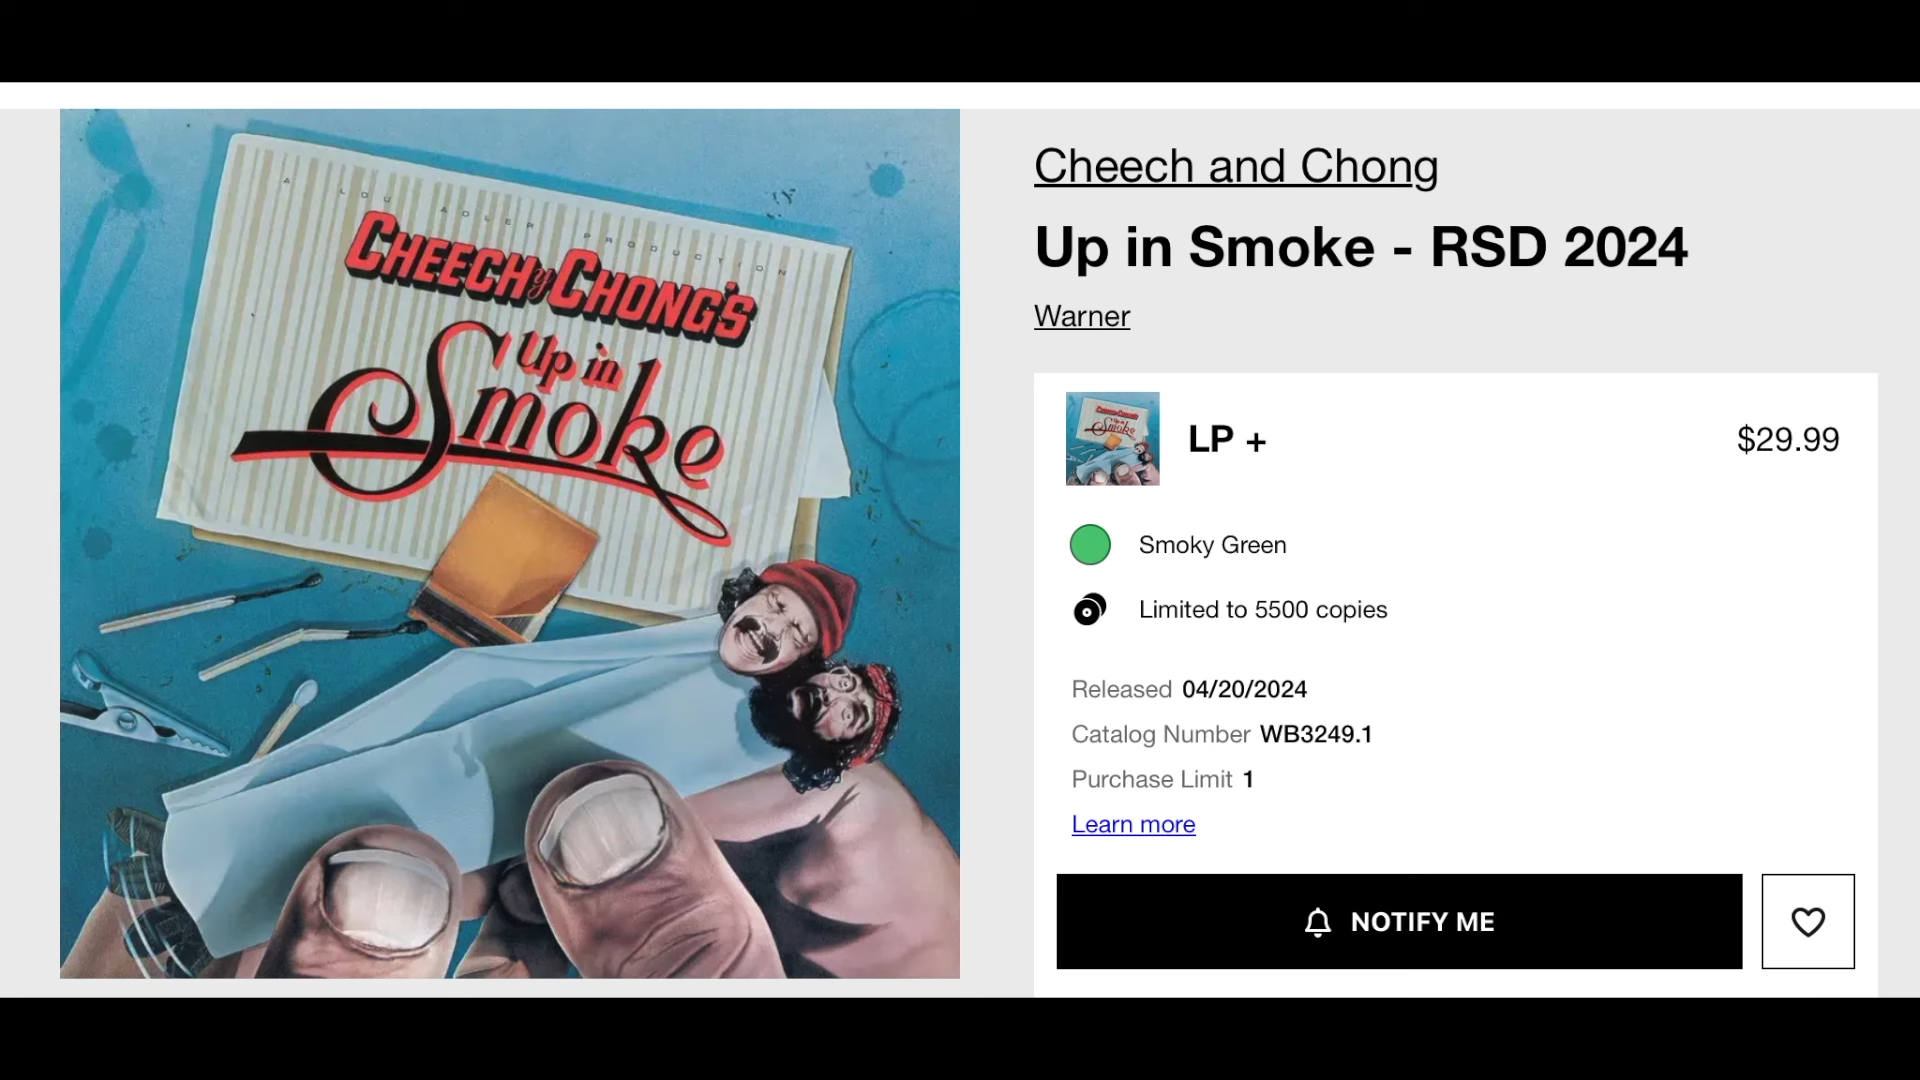 A LOU ADLER PRODUCTION
CHEECH y CHONG'S
Up in
Smoke
Cheech and Chong
Up in Smoke - RSD 2024
Warner
LP +
$29.99
Smoky Green
Limited to 5500 copies
Released 04/20/2024
Catalog Number WB3249.1
Purchase Limit 1
Learn more
NOTIFY ME